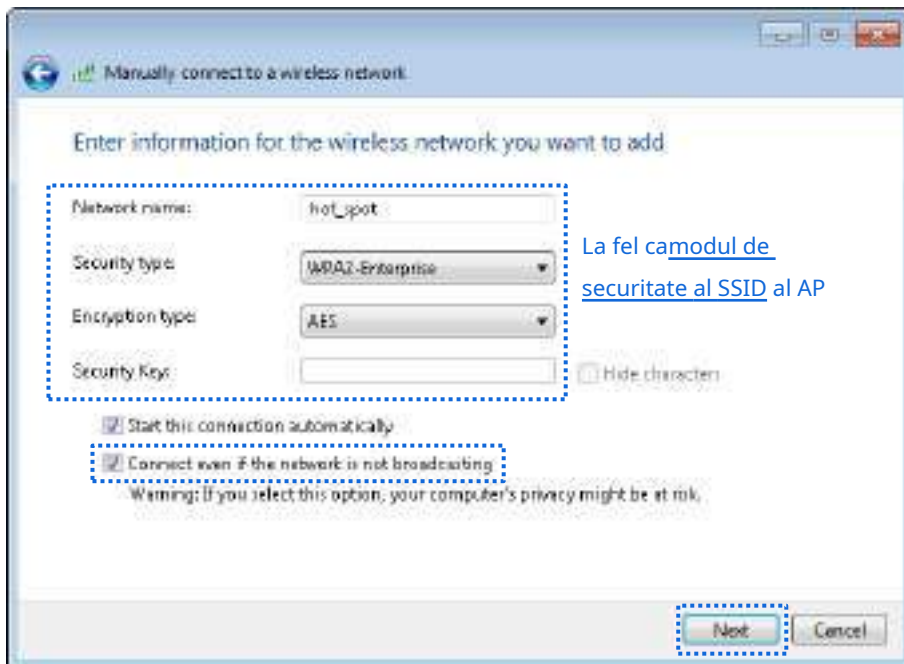 Manually connect to a wireless network
Enter information for the wireless network you want to add
Network name: hot_spot
Security type: WPA2-Enterprise
La fel camodul de
securitate al SSID al AP
Encryption type: AES
Security Key: Hide characters
Start this connection automatically
Connect even if the network is not broadcasting
Warning: If you select this option, your computer's privacy might be at risk.
Next Cancel